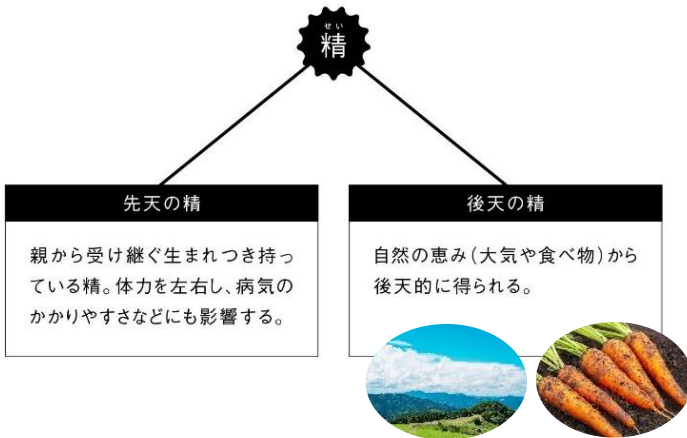 せい
精
先天の精
親から受け継ぐ生まれつき持っ
ている精。体力を左右し、病気の
かかりやすさなどにも影響する。
後天の精
自然の恵み(大気や食べ物)から
後天的に得られる。